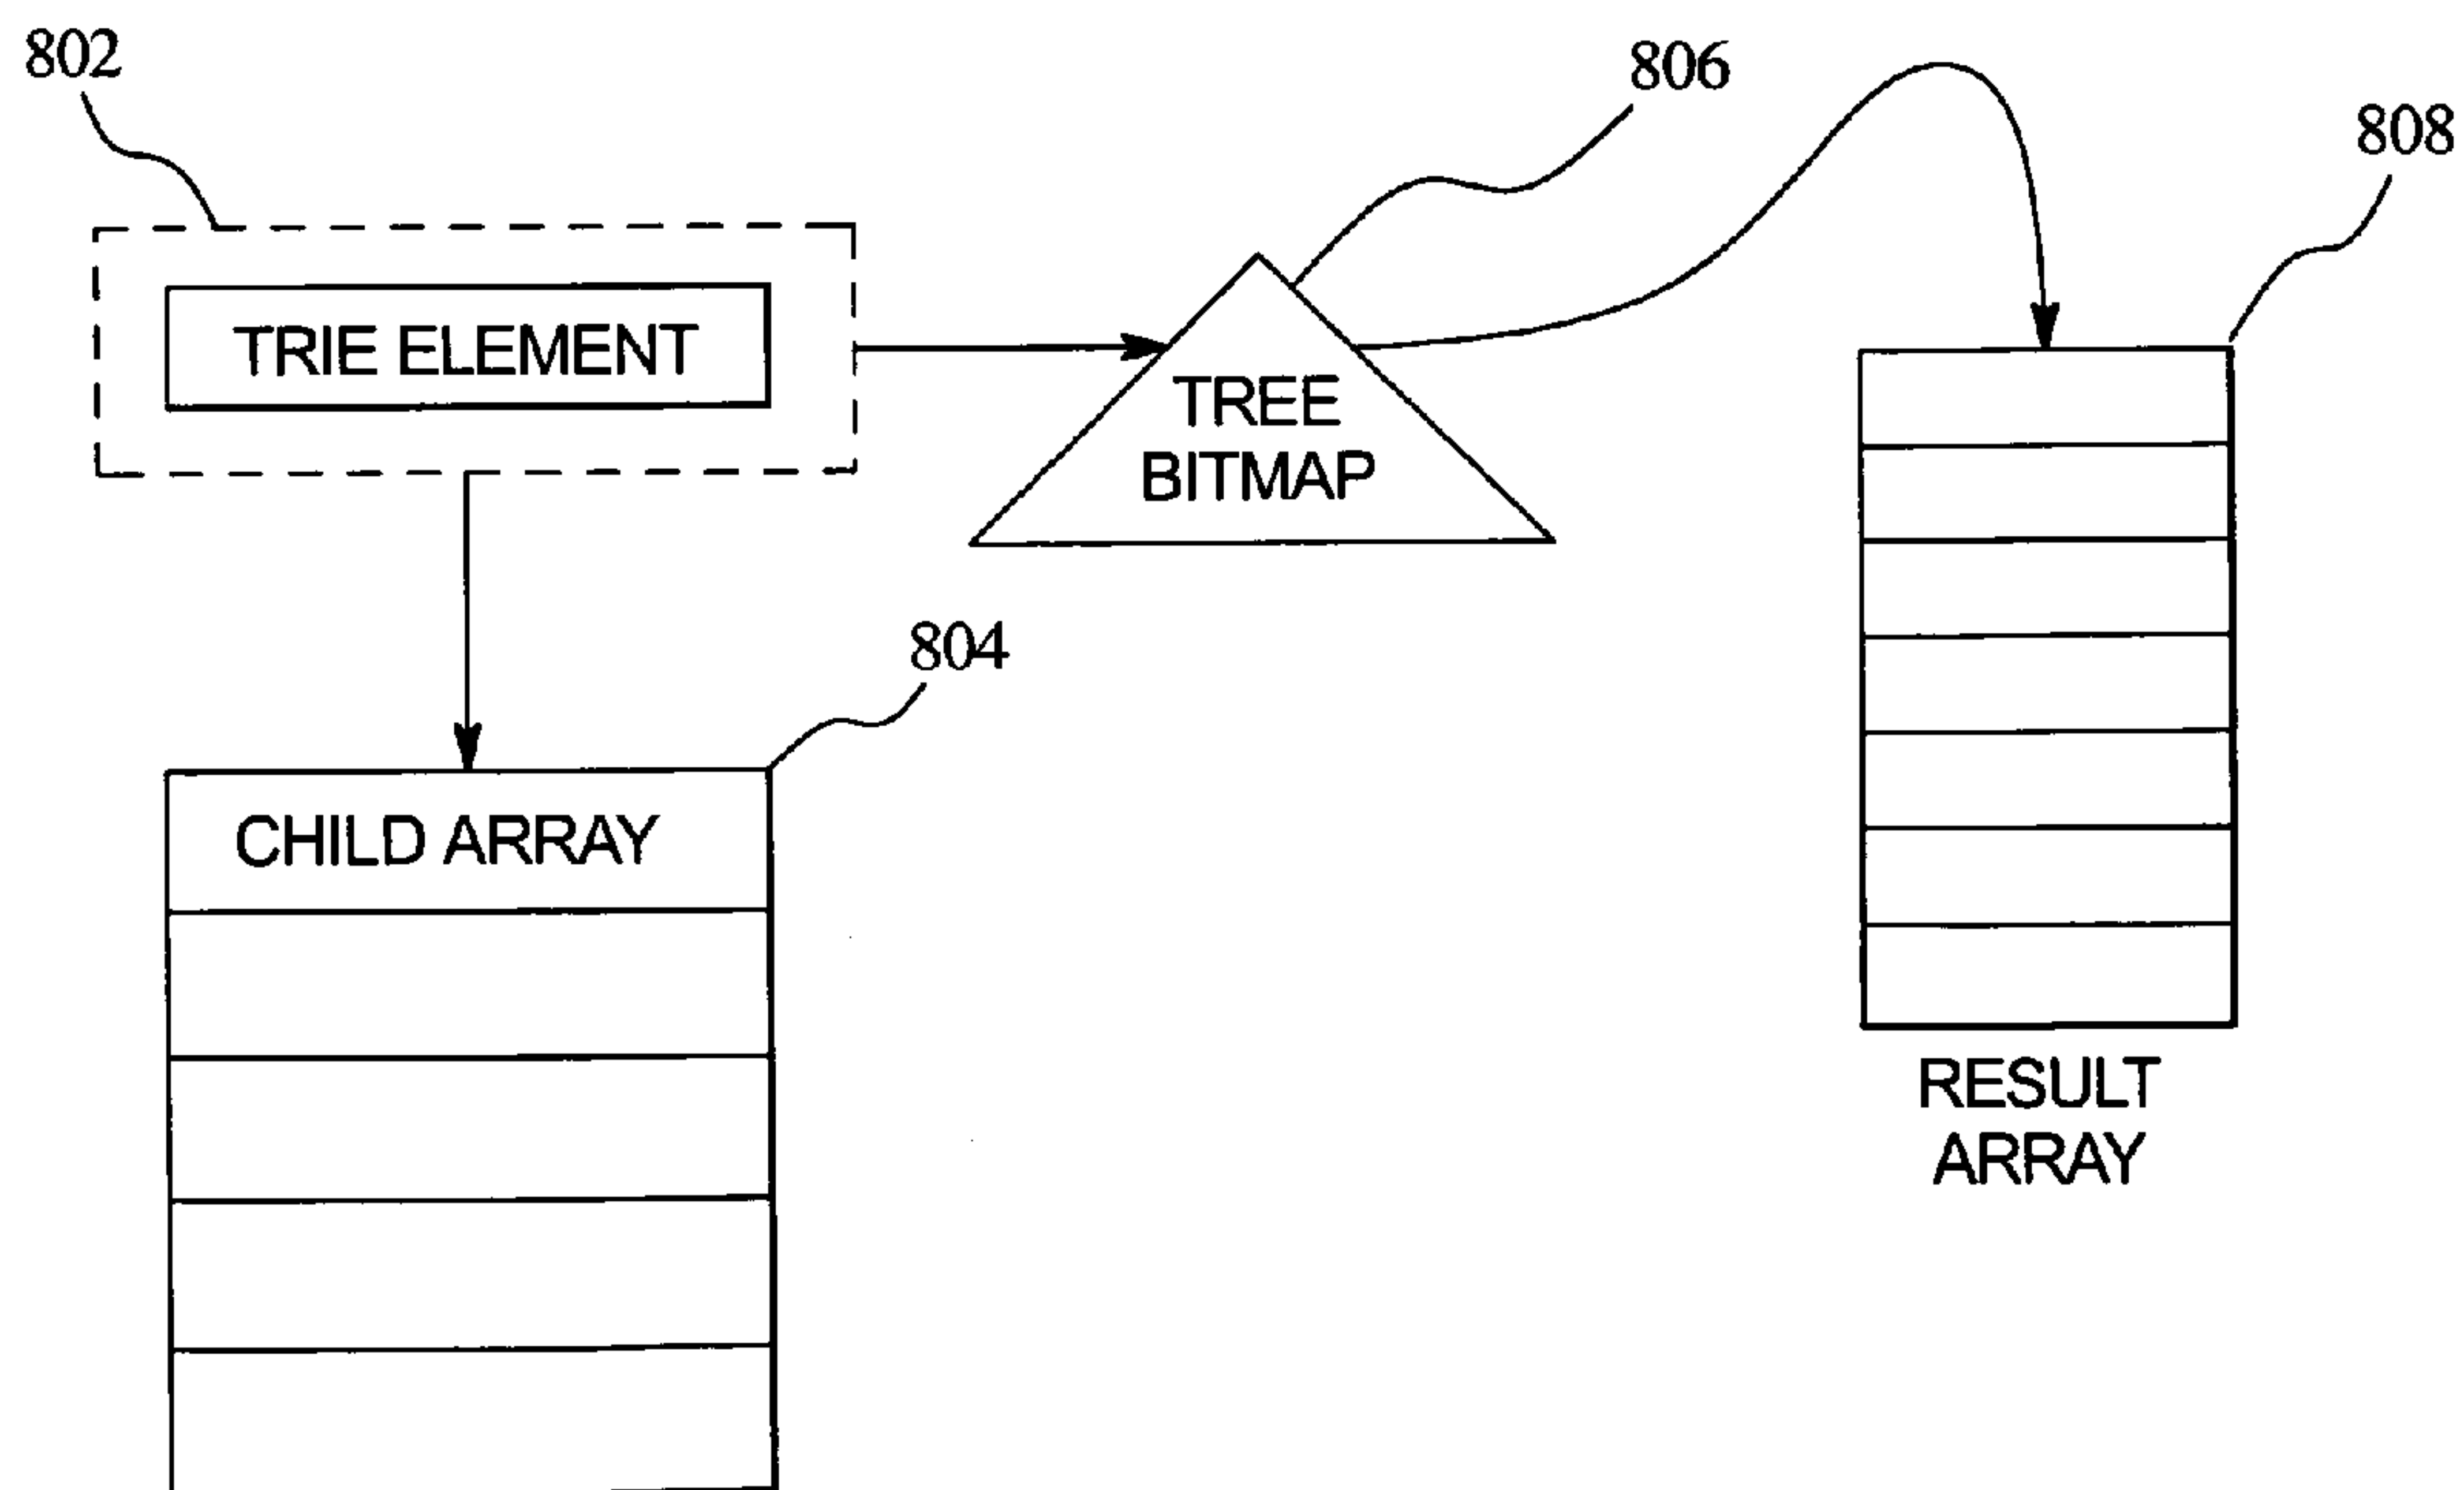 802
806
808
TRIE ELEMENT
TREE
BITMAP
804
CHILD ARRAY
RESULT
ARRAY